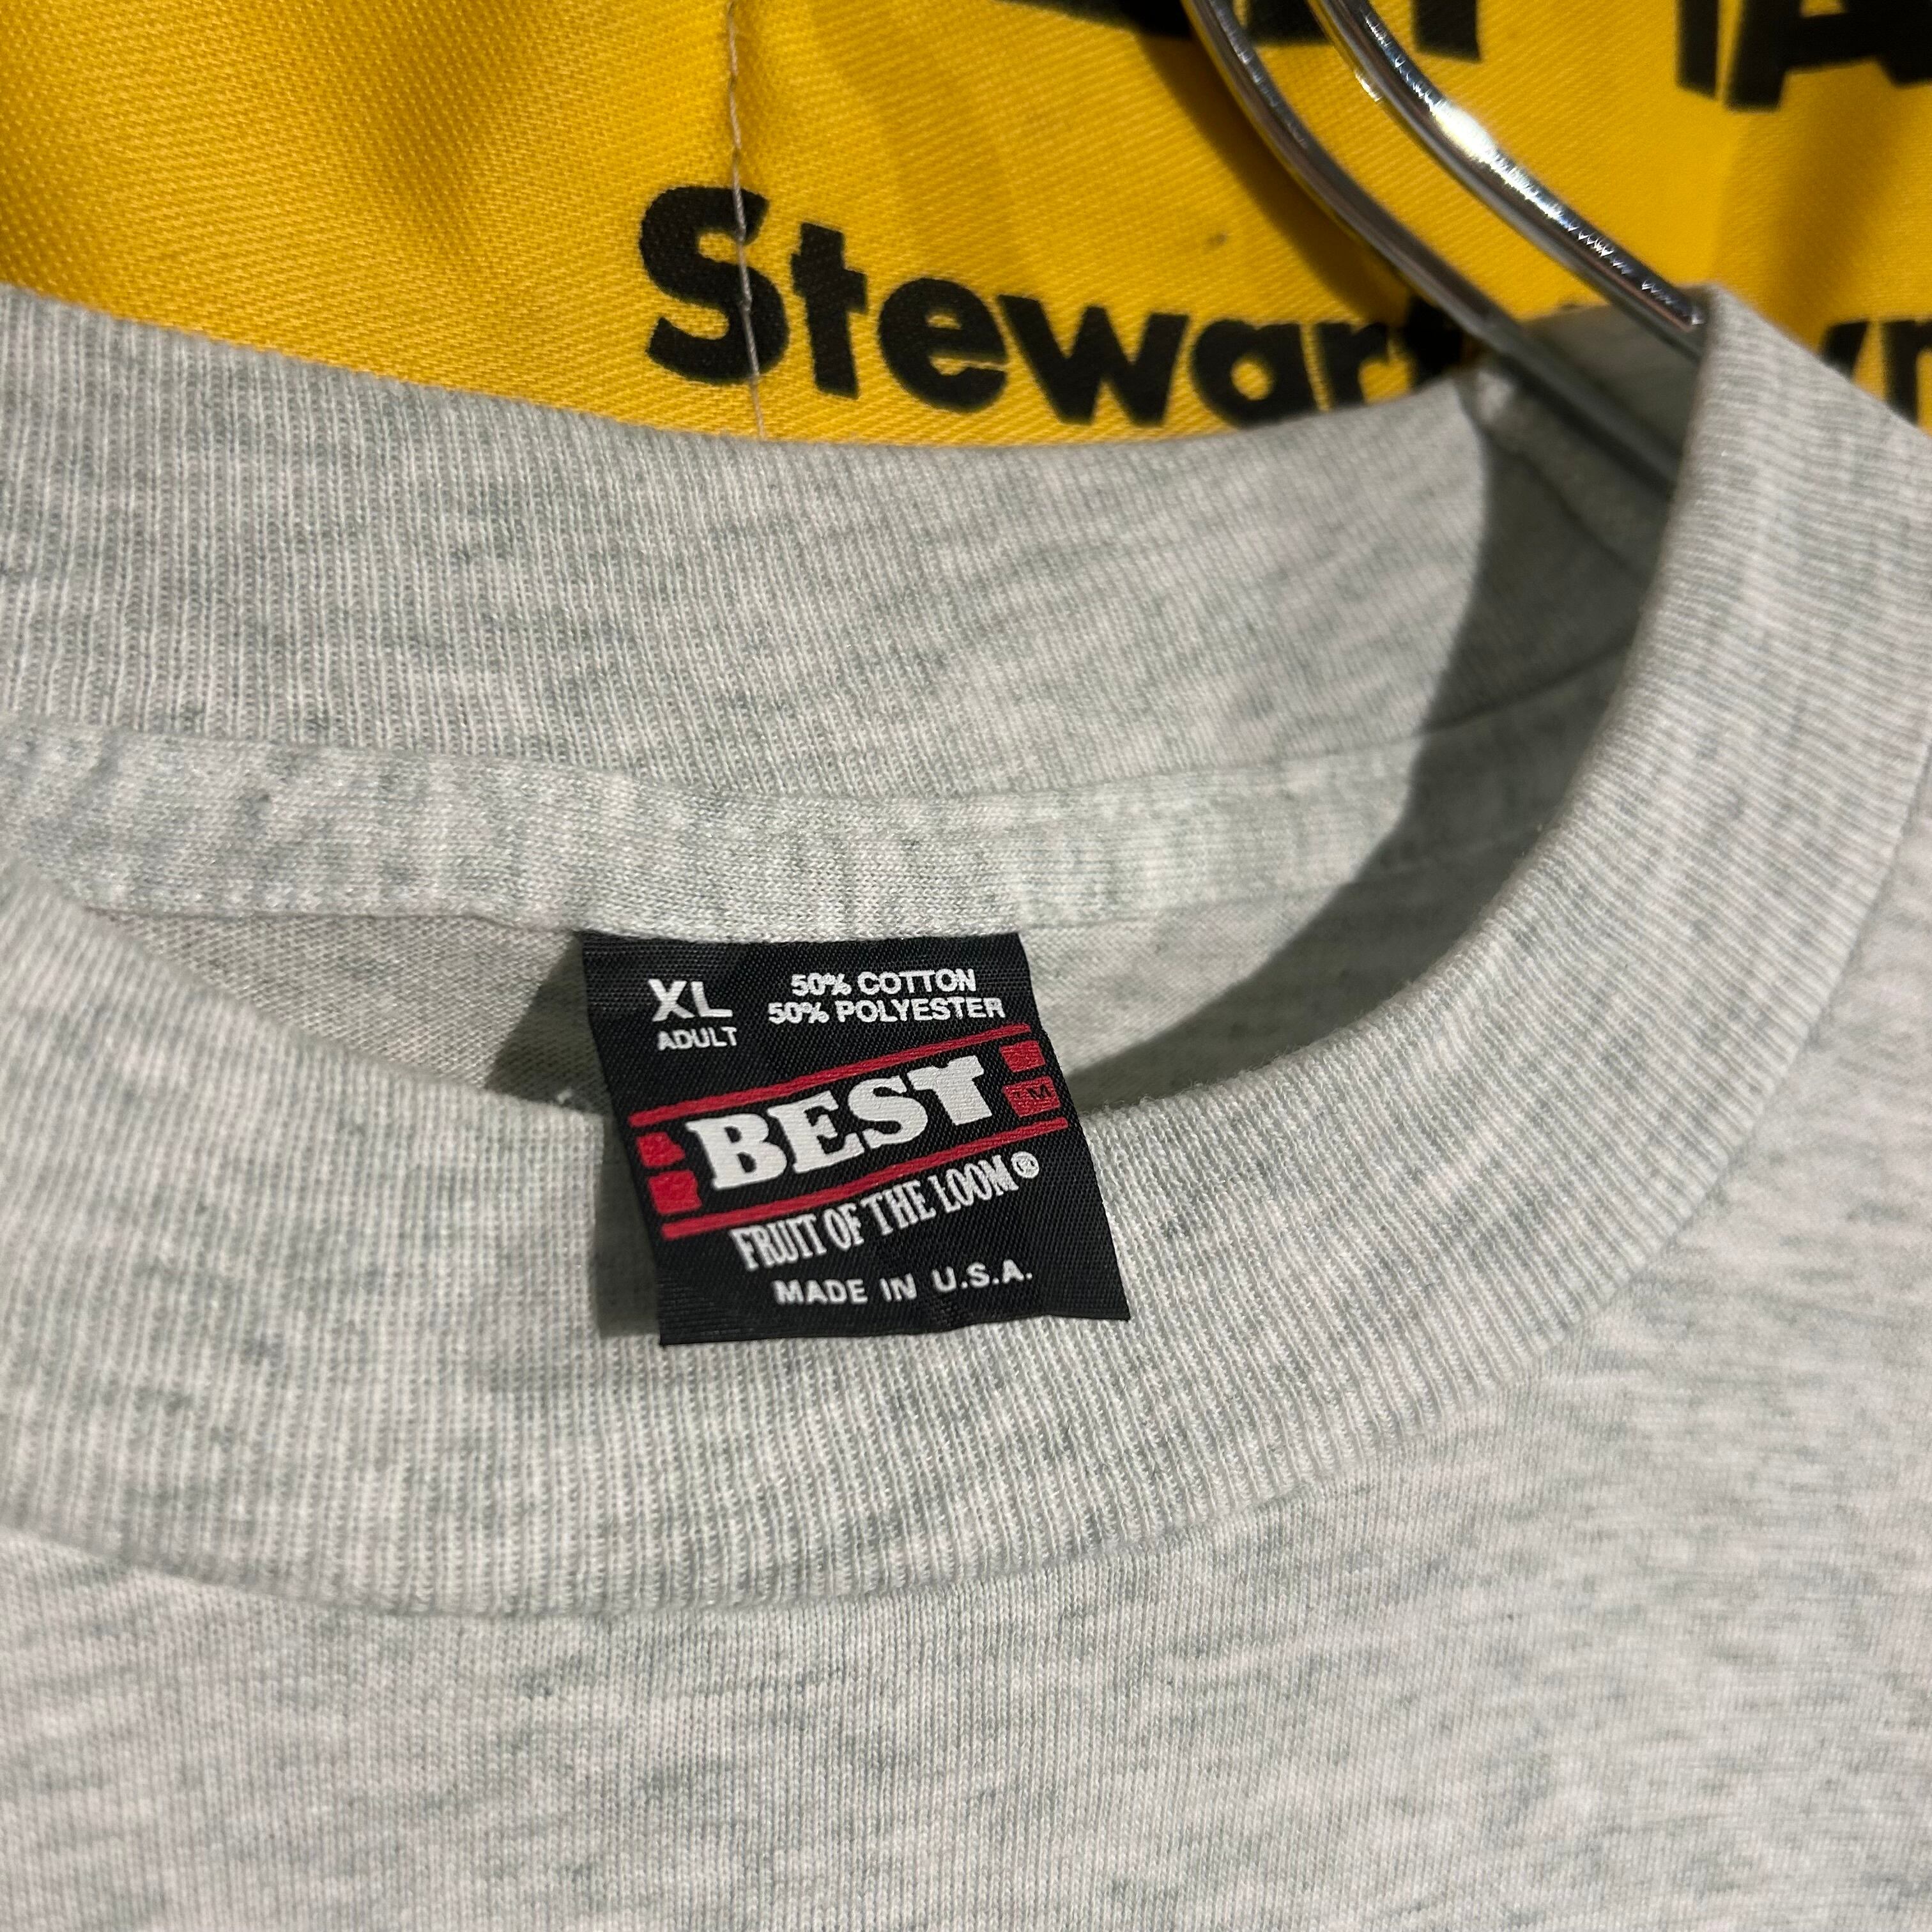 Stewart
XL
ADULT
50% COTTON
50% POLYESTER
BEST
TM
FRUIT OF THE LOOM®
MADE IN U.S.A.